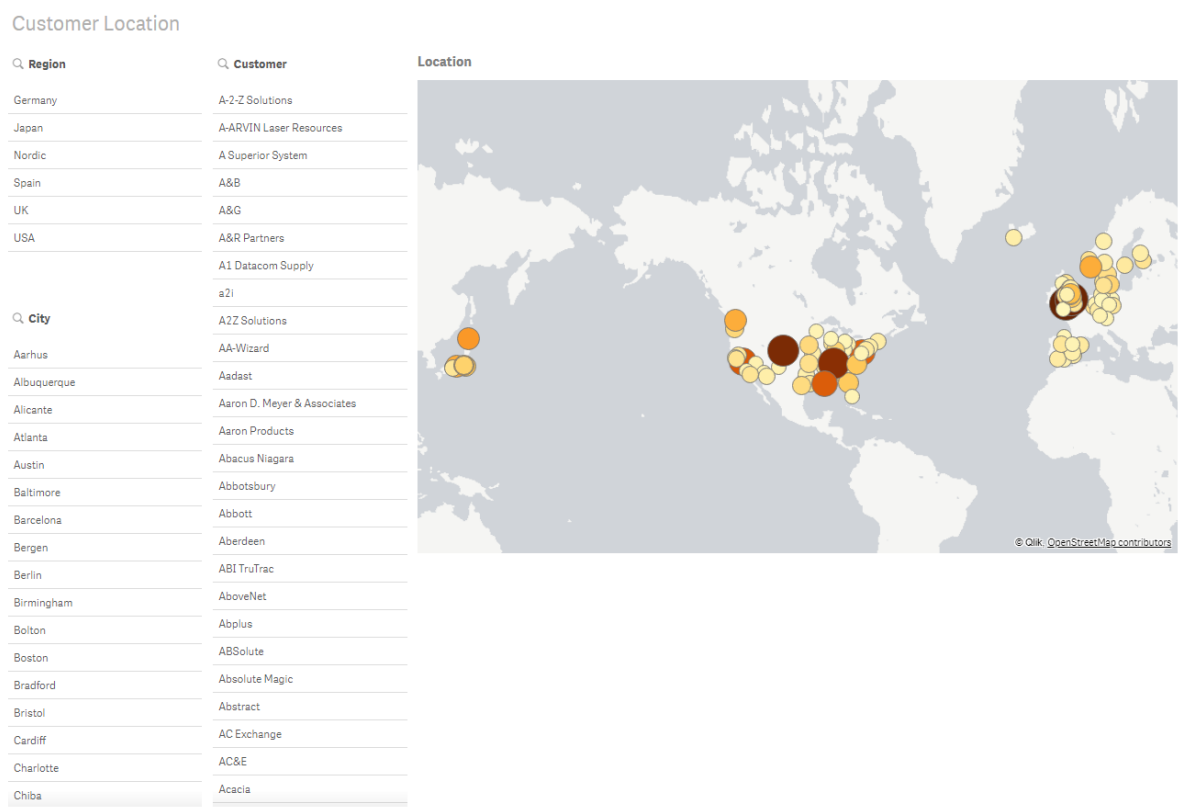 Customer Location
Region
Germany
Japan
Nordic
Spain
UK
USA
City
Aarhus
Albuquerque
Alicante
Atlanta
Austin
Baltimore
Barcelona
Bergen
Berlin
Birmingham
Bolton
Boston
Bradford
Bristol
Cardiff
Charlotte
Chiba
Customer
A-2-Z Solutions
A-ARVIN Laser Resources
A Superior System
A&B
A&G
A&R Partners
A1 Datacom Supply
a2i
A2Z Solutions
AA-Wizard
Aadast
Aaron D. Meyer & Associates
Aaron Products
Abacus Niagara
Abbotsbury
Abbott
Aberdeen
ABI TruTrac
AboveNet
Abplus
ABSolute
Absolute Magic
Abstract
AC Exchange
AC&E
Acacia
Location
© Qlik, OpenStreetMap contributors